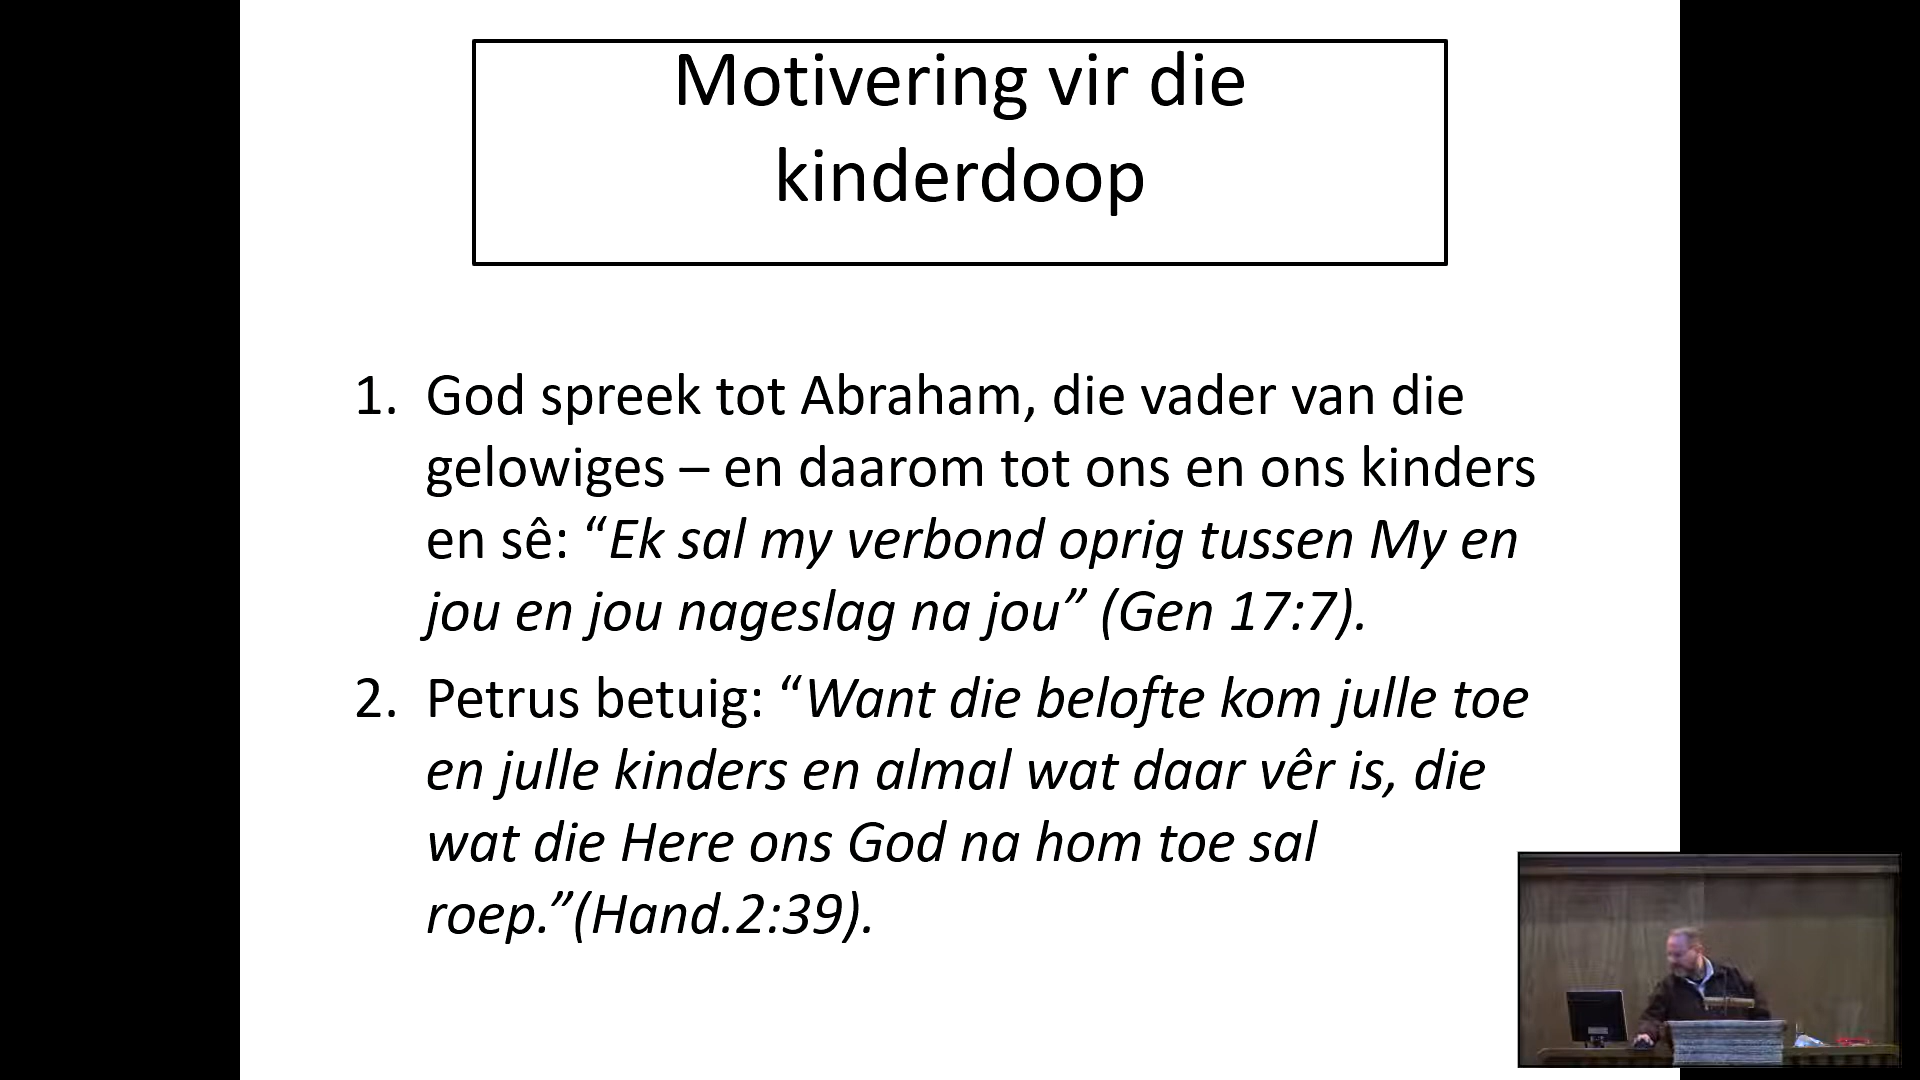 Motivering vir die
kinderdoop
1. God spreek tot Abraham, die vader van die
gelowiges – en daarom tot ons en ons kinders
en sê: “Ek sal my verbond oprig tussen My en
jou en jou nageslag na jou” (Gen 17:7).
2. Petrus betuig: “Want die belofte kom julle toe
en julle kinders en almal wat daar vêr is, die
wat die Here ons God na hom toe sal
roep.”(Hand.2:39).